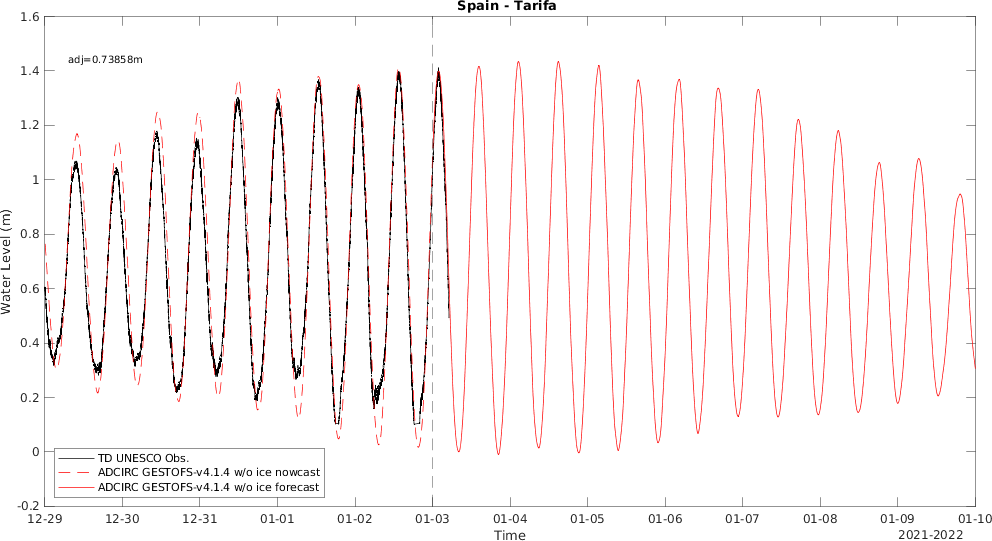 Spain - Tarifa
1.6
1.4
1.2
1
0.8
0.6
0.4
0.2
0
-0.2
Water Level (m)
adj=0.73858m
TD UNESCO Obs.
ADCIRC GESTOFS-v4.1.4 w/o ice nowcast
ADCIRC GESTOFS-v4.1.4 w/o ice forecast
12-29 12-30 12-31 01-01 01-02 01-03 01-04 01-05 01-06 01-07 01-08 01-09 01-10
Time
2021-2022